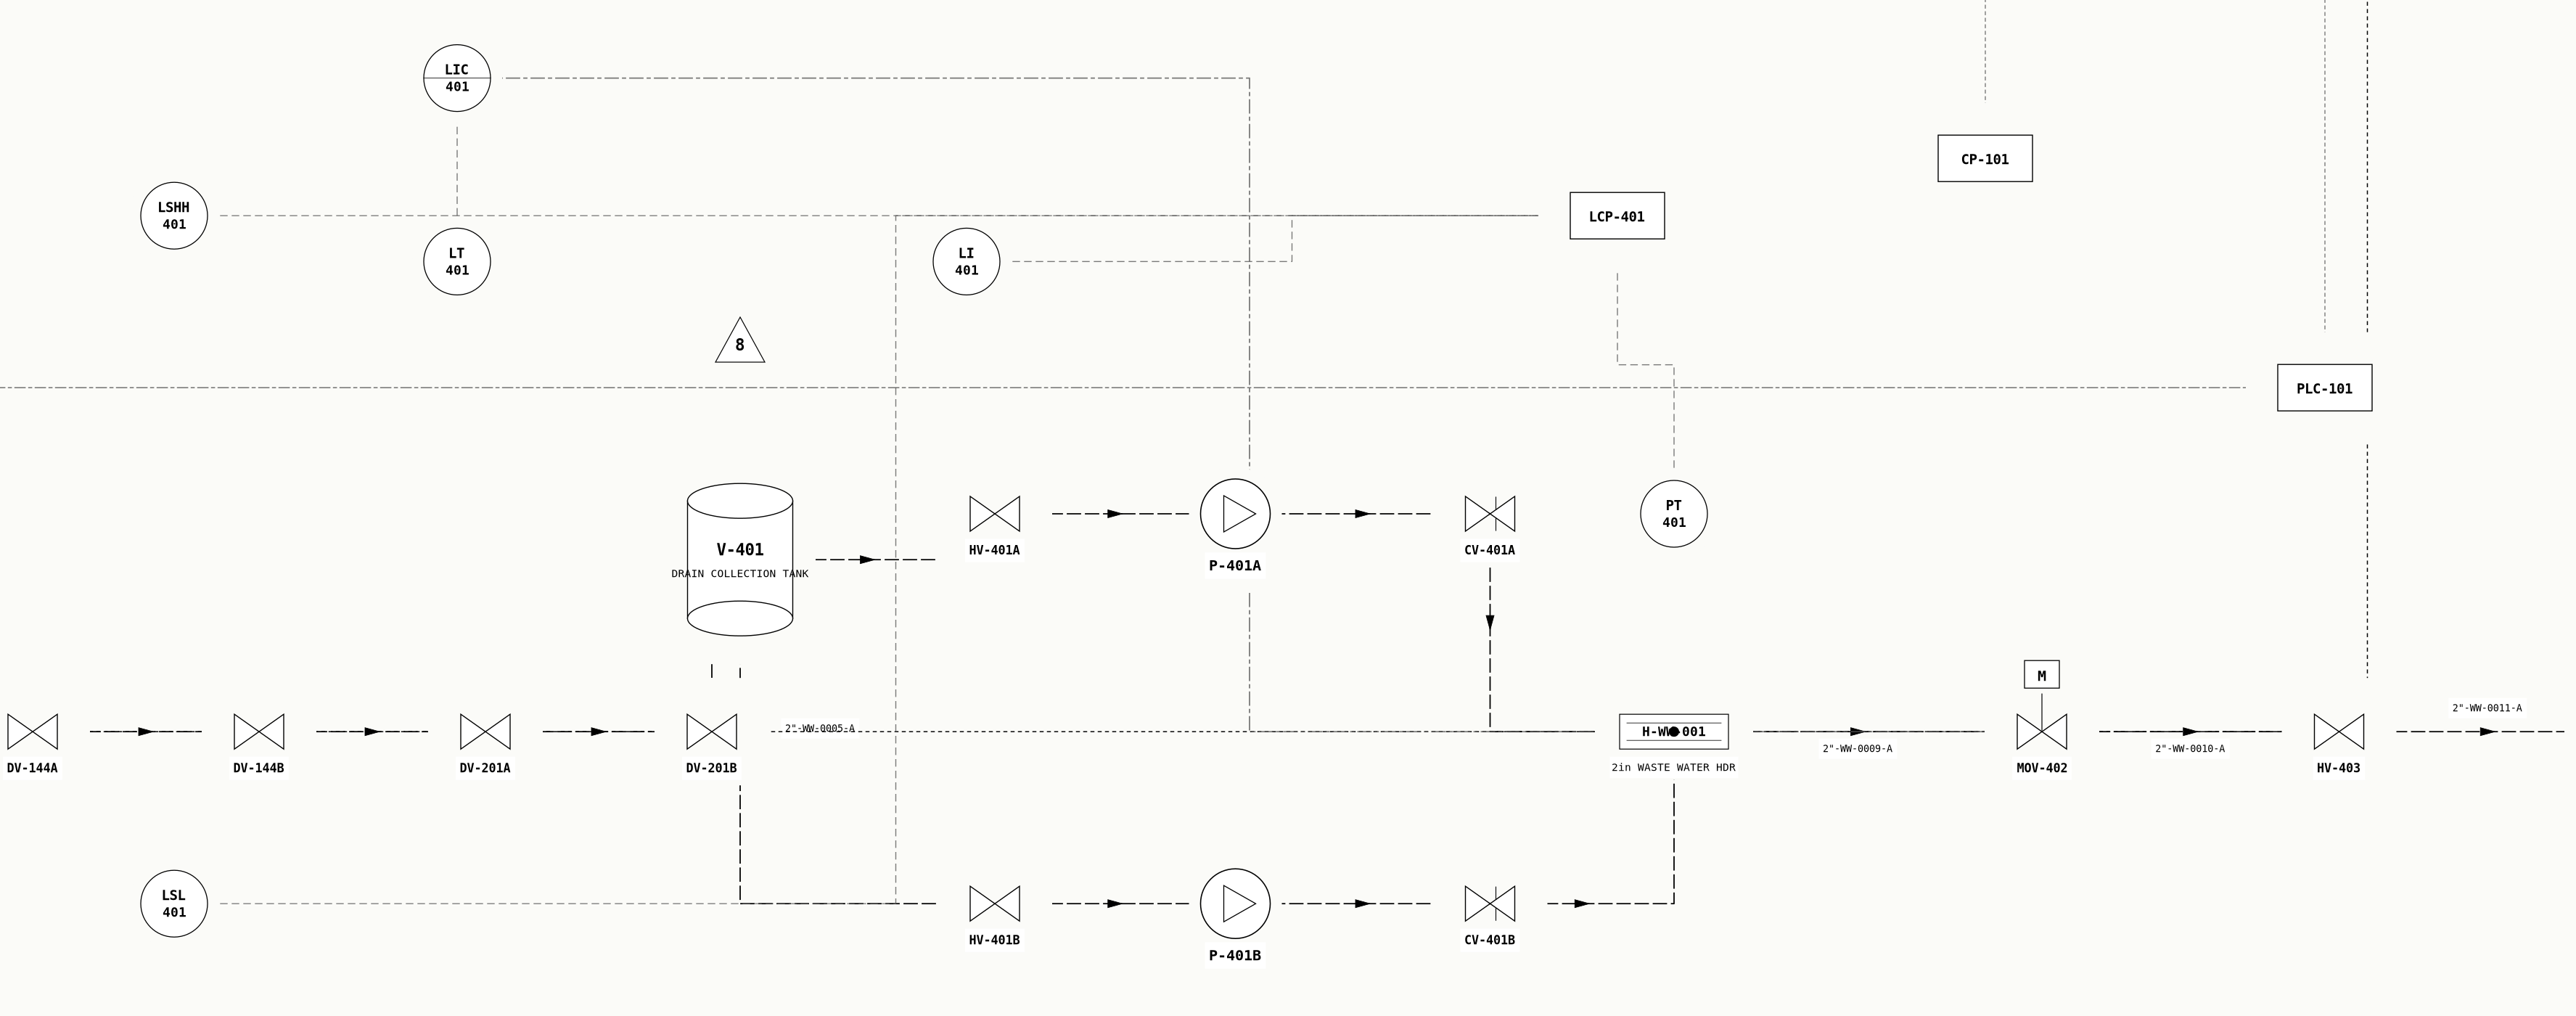 LIC
401
CP-101
LSHH
401
LCP-401
LT
401
LI
401
8
PLC-101
PT
401
V-401
DRAIN COLLECTION TANK
HV-401A
P-401A
CV-401A
M
2"-WW-0005-A
H-WW-001
2in WASTE WATER HDR
2"-WW-0009-A
2"-WW-0010-A
2"-WW-0011-A
DV-144A
DV-144B
DV-201A
DV-201B
MOV-402
HV-403
LSL
401
HV-401B
P-401B
CV-401B